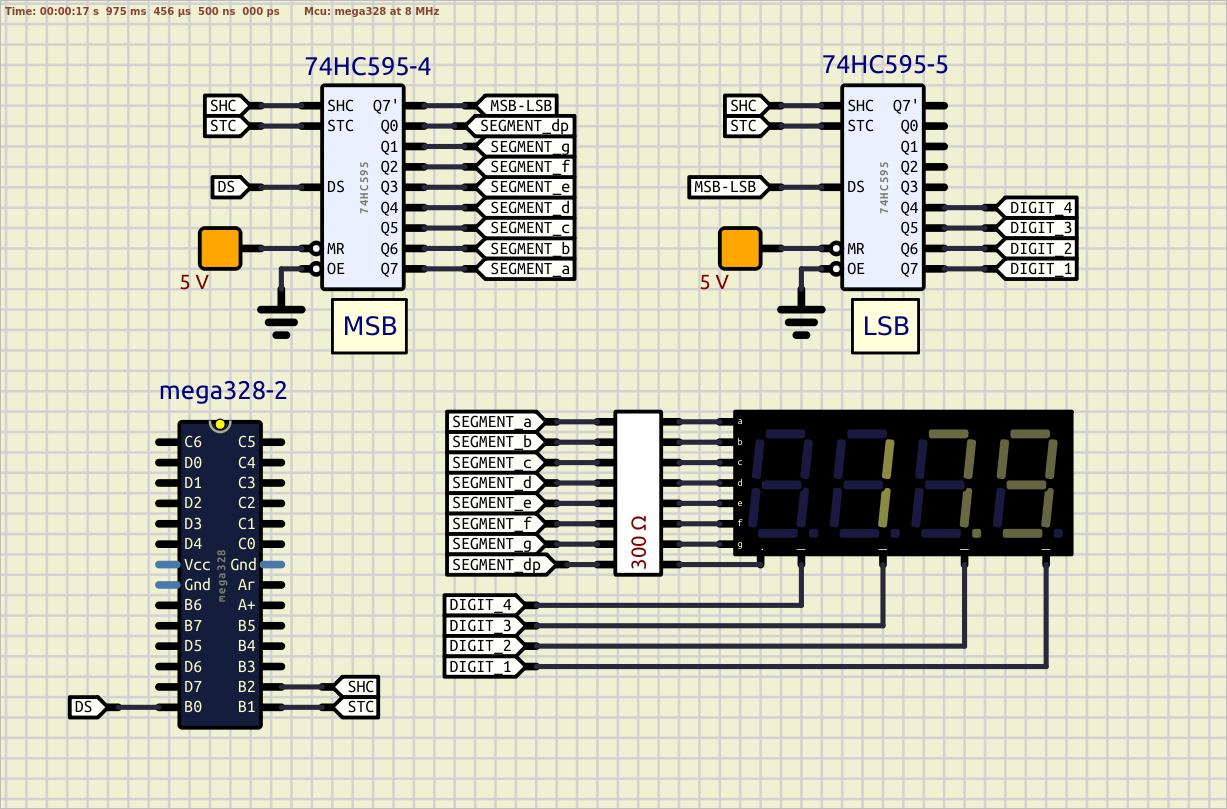 Time: 00:00:17 s  975 ms  456 µs  500 ns  000 ps  Mcu: mega328 at 8 MHz
74HC595-4
SHC SHC Q7' MSB-LSB
STC STC Q0 SEGMENT_dp
Q1 SEGMENT_g
Q2 SEGMENT_f
DS DS Q3 SEGMENT_e
Q4 SEGMENT_d
Q5 SEGMENT_c
MR Q6 SEGMENT_b
OE Q7 SEGMENT_a
74HC595
5 V
MSB
74HC595-5
SHC SHC Q7'
STC STC Q0
Q1
Q2
MSB-LSB DS Q3
Q4 DIGIT_4
Q5 DIGIT_3
MR Q6 DIGIT_2
OE Q7 DIGIT_1
74HC595
5 V
LSB
mega328-2
C6 C5
D0 C4
D1 C3
D2 C2
D3 C1
D4 C0
Vcc Gnd
Gnd Ar
B6 A+
B7 B5
D5 B4
D6 B3
D7 B2 SHC
DS B0 B1 STC
mega328
SEGMENT_a a
SEGMENT_b b
SEGMENT_c c
SEGMENT_d d
SEGMENT_e e
SEGMENT_f f
SEGMENT_g g
SEGMENT_dp
300 Ω
DIGIT_4
DIGIT_3
DIGIT_2
DIGIT_1